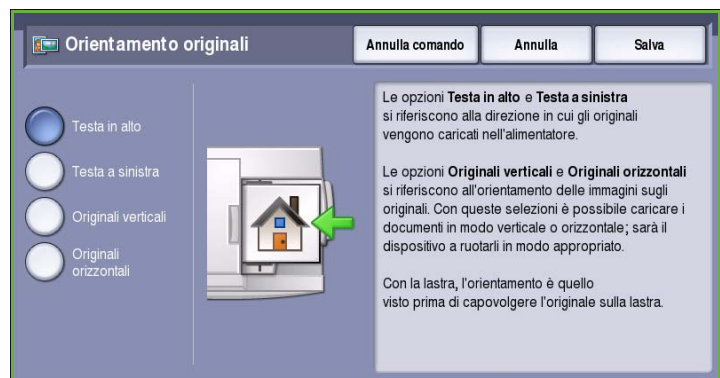 Orientamento originali
Annulla comando
Annulla
Salva
Testa in alto
Testa a sinistra
Originali verticali
Originali
orizzontali
Le opzioni Testa in alto e Testa a sinistra
si riferiscono alla direzione in cui gli originali
vengono caricati nell'alimentatore.
Le opzioni Originali verticali e Originali orizzontali
si riferiscono all'orientamento delle immagini sugli
originali. Con queste selezioni è possibile caricare i
documenti in modo verticale o orizzontale; sarà il
dispositivo a ruotarli in modo appropriato.
Con la lastra, l'orientamento è quello
visto prima di capovolgere l'originale sulla lastra.